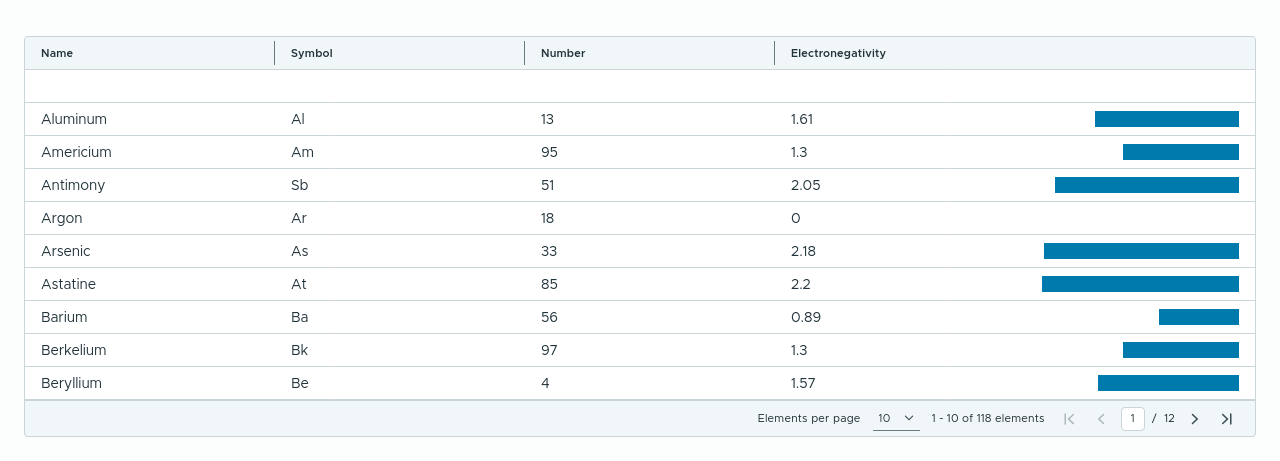 Name Symbol Number Electronegativity
Aluminum Al 13 1.61
Americium Am 95 1.3
Antimony Sb 51 2.05
Argon Ar 18 0
Arsenic As 33 2.18
Astatine At 85 2.2
Barium Ba 56 0.89
Berkelium Bk 97 1.3
Beryllium Be 4 1.57
Elements per page 10 1 - 10 of 118 elements 1 / 12